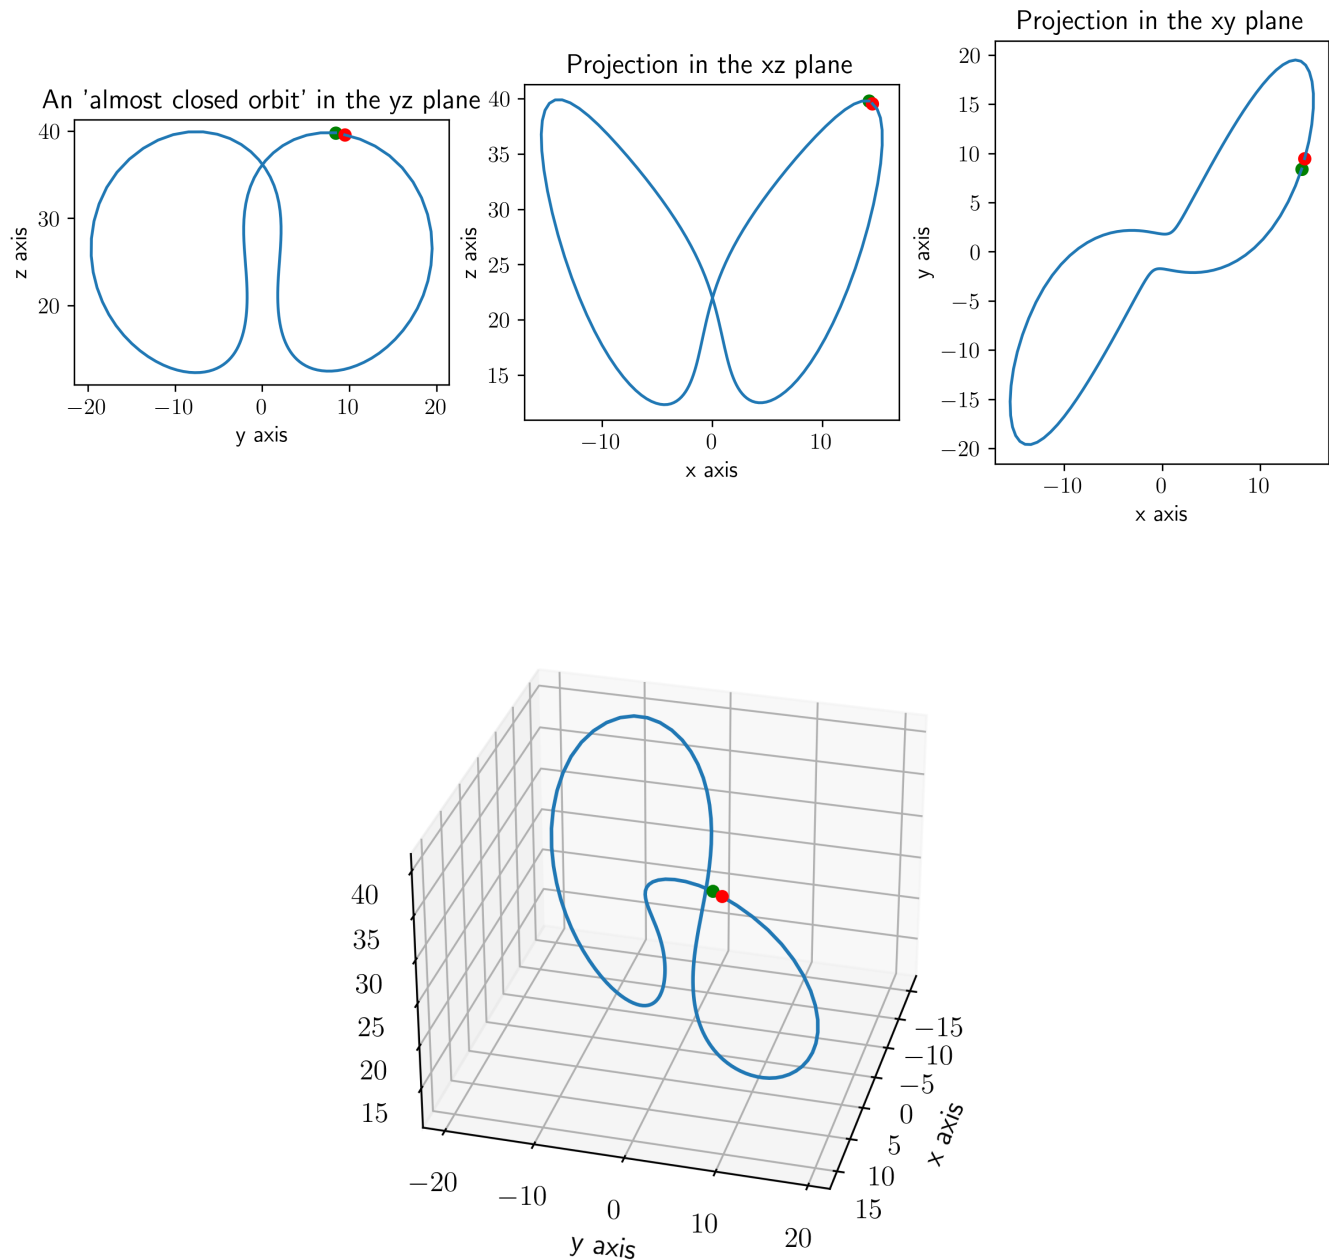 An 'almost closed orbit' in the yz plane
40
30
20
z axis
−20 −10 0 10 20
y axis
Projection in the xz plane
40
35
30
25
20
15
z axis
−10 0 10
x axis
Projection in the xy plane
20
15
10
5
0
−5
−10
−15
−20
y axis
−10 0 10
x axis
40
35
30
25
20
15
−20
−10
0
10
20
y axis
−15
−10
−5
0
5
10
15
x axis